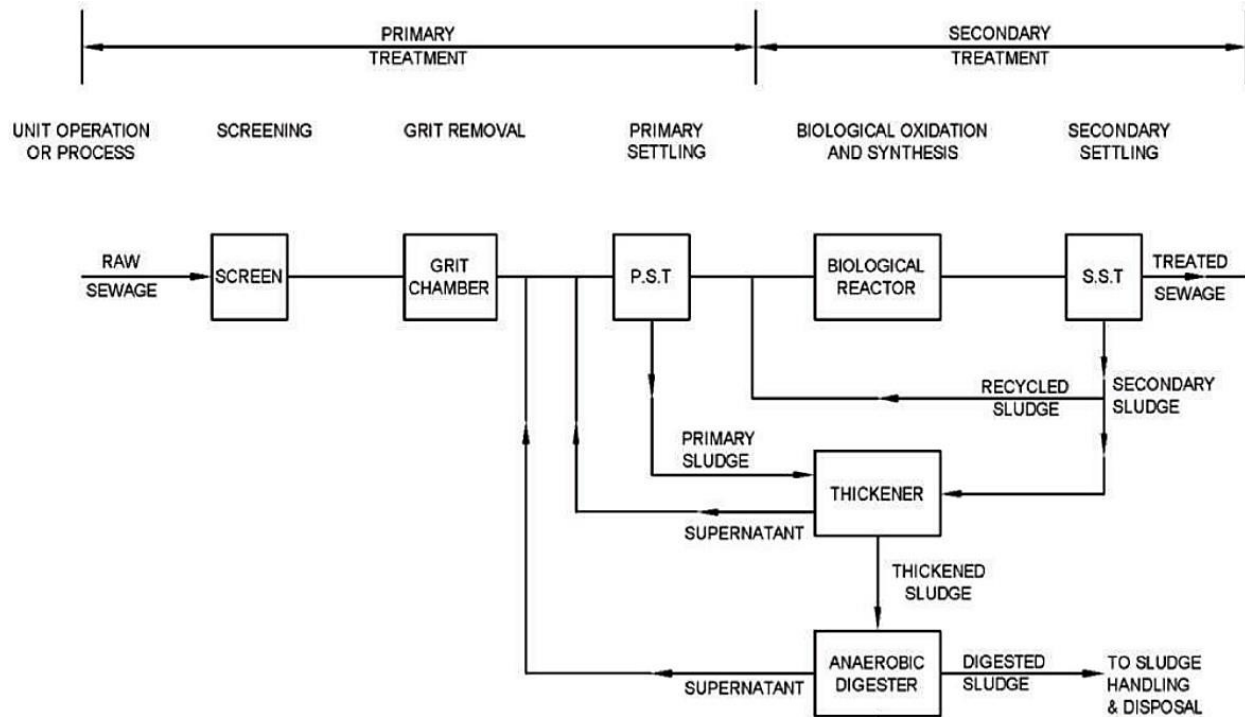 PRIMARY
TREATMENT
SECONDARY
TREATMENT
UNIT OPERATION
OR PROCESS
SCREENING
GRIT REMOVAL
PRIMARY
SETTLING
BIOLOGICAL OXIDATION
AND SYNTHESIS
SECONDARY
SETTLING
RAW
SEWAGE
SCREEN
GRIT
CHAMBER
P.S.T
BIOLOGICAL
REACTOR
S.S.T
TREATED
SEWAGE
RECYCLED
SLUDGE
SECONDARY
SLUDGE
PRIMARY
SLUDGE
THICKENER
SUPERNATANT
THICKENED
SLUDGE
ANAEROBIC
DIGESTER
SUPERNATANT
DIGESTED
SLUDGE
TO SLUDGE
HANDLING
& DISPOSAL